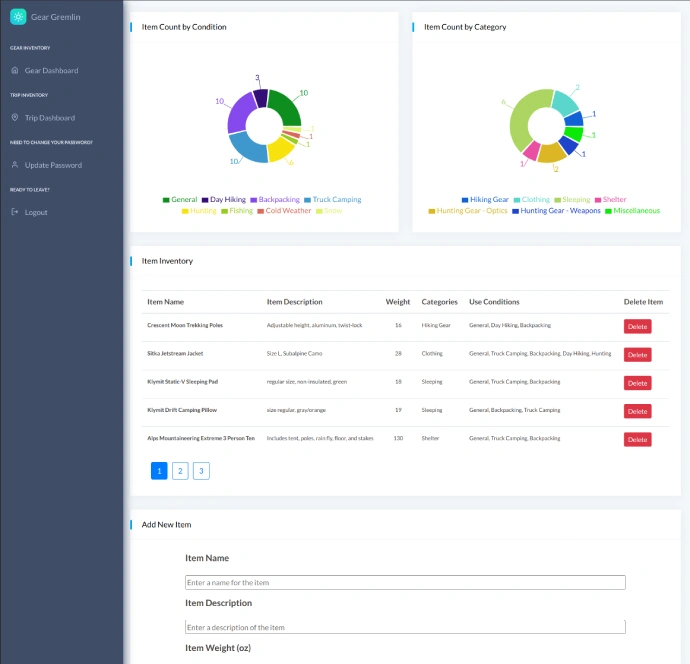 Gear Gremlin
GEAR INVENTORY
Gear Dashboard
TRIP INVENTORY
Trip Dashboard
NEED TO CHANGE YOUR PASSWORD?
Update Password
READY TO LEAVE?
Logout
Item Count by Condition
3
10
10
1
1
1
6
10
General Day Hiking Backpacking Truck Camping
Hunting Fishing Cold Weather Snow
Item Count by Category
6
2
1
1
1
2
1
Hiking Gear Clothing Sleeping Shelter
Hunting Gear - Optics Hunting Gear - Weapons Miscellaneous
Item Inventory
Item Name Item Description Weight Categories Use Conditions Delete Item
Crescent Moon Trekking Poles Adjustable height, aluminum, twist-lock 16 Hiking Gear General, Day Hiking, Backpacking Delete
Sitka Jetstream Jacket Size L, Subalpine Camo 28 Clothing General, Truck Camping, Backpacking, Day Hiking, Hunting Delete
Klymit Static-V Sleeping Pad regular size, non-insulated, green 18 Sleeping General, Truck Camping, Backpacking Delete
Klymit Drift Camping Pillow size regular, gray/orange 19 Sleeping General, Backpacking, Truck Camping Delete
Alps Mountaineering Extreme 3 Person Ten Includes tent, poles, rainfly, floor, and stakes 130 Shelter General, Truck Camping, Backpacking Delete
1 2 3
Add New Item
Item Name
Enter a name for the item
Item Description
Enter a description of the item
Item Weight (oz)